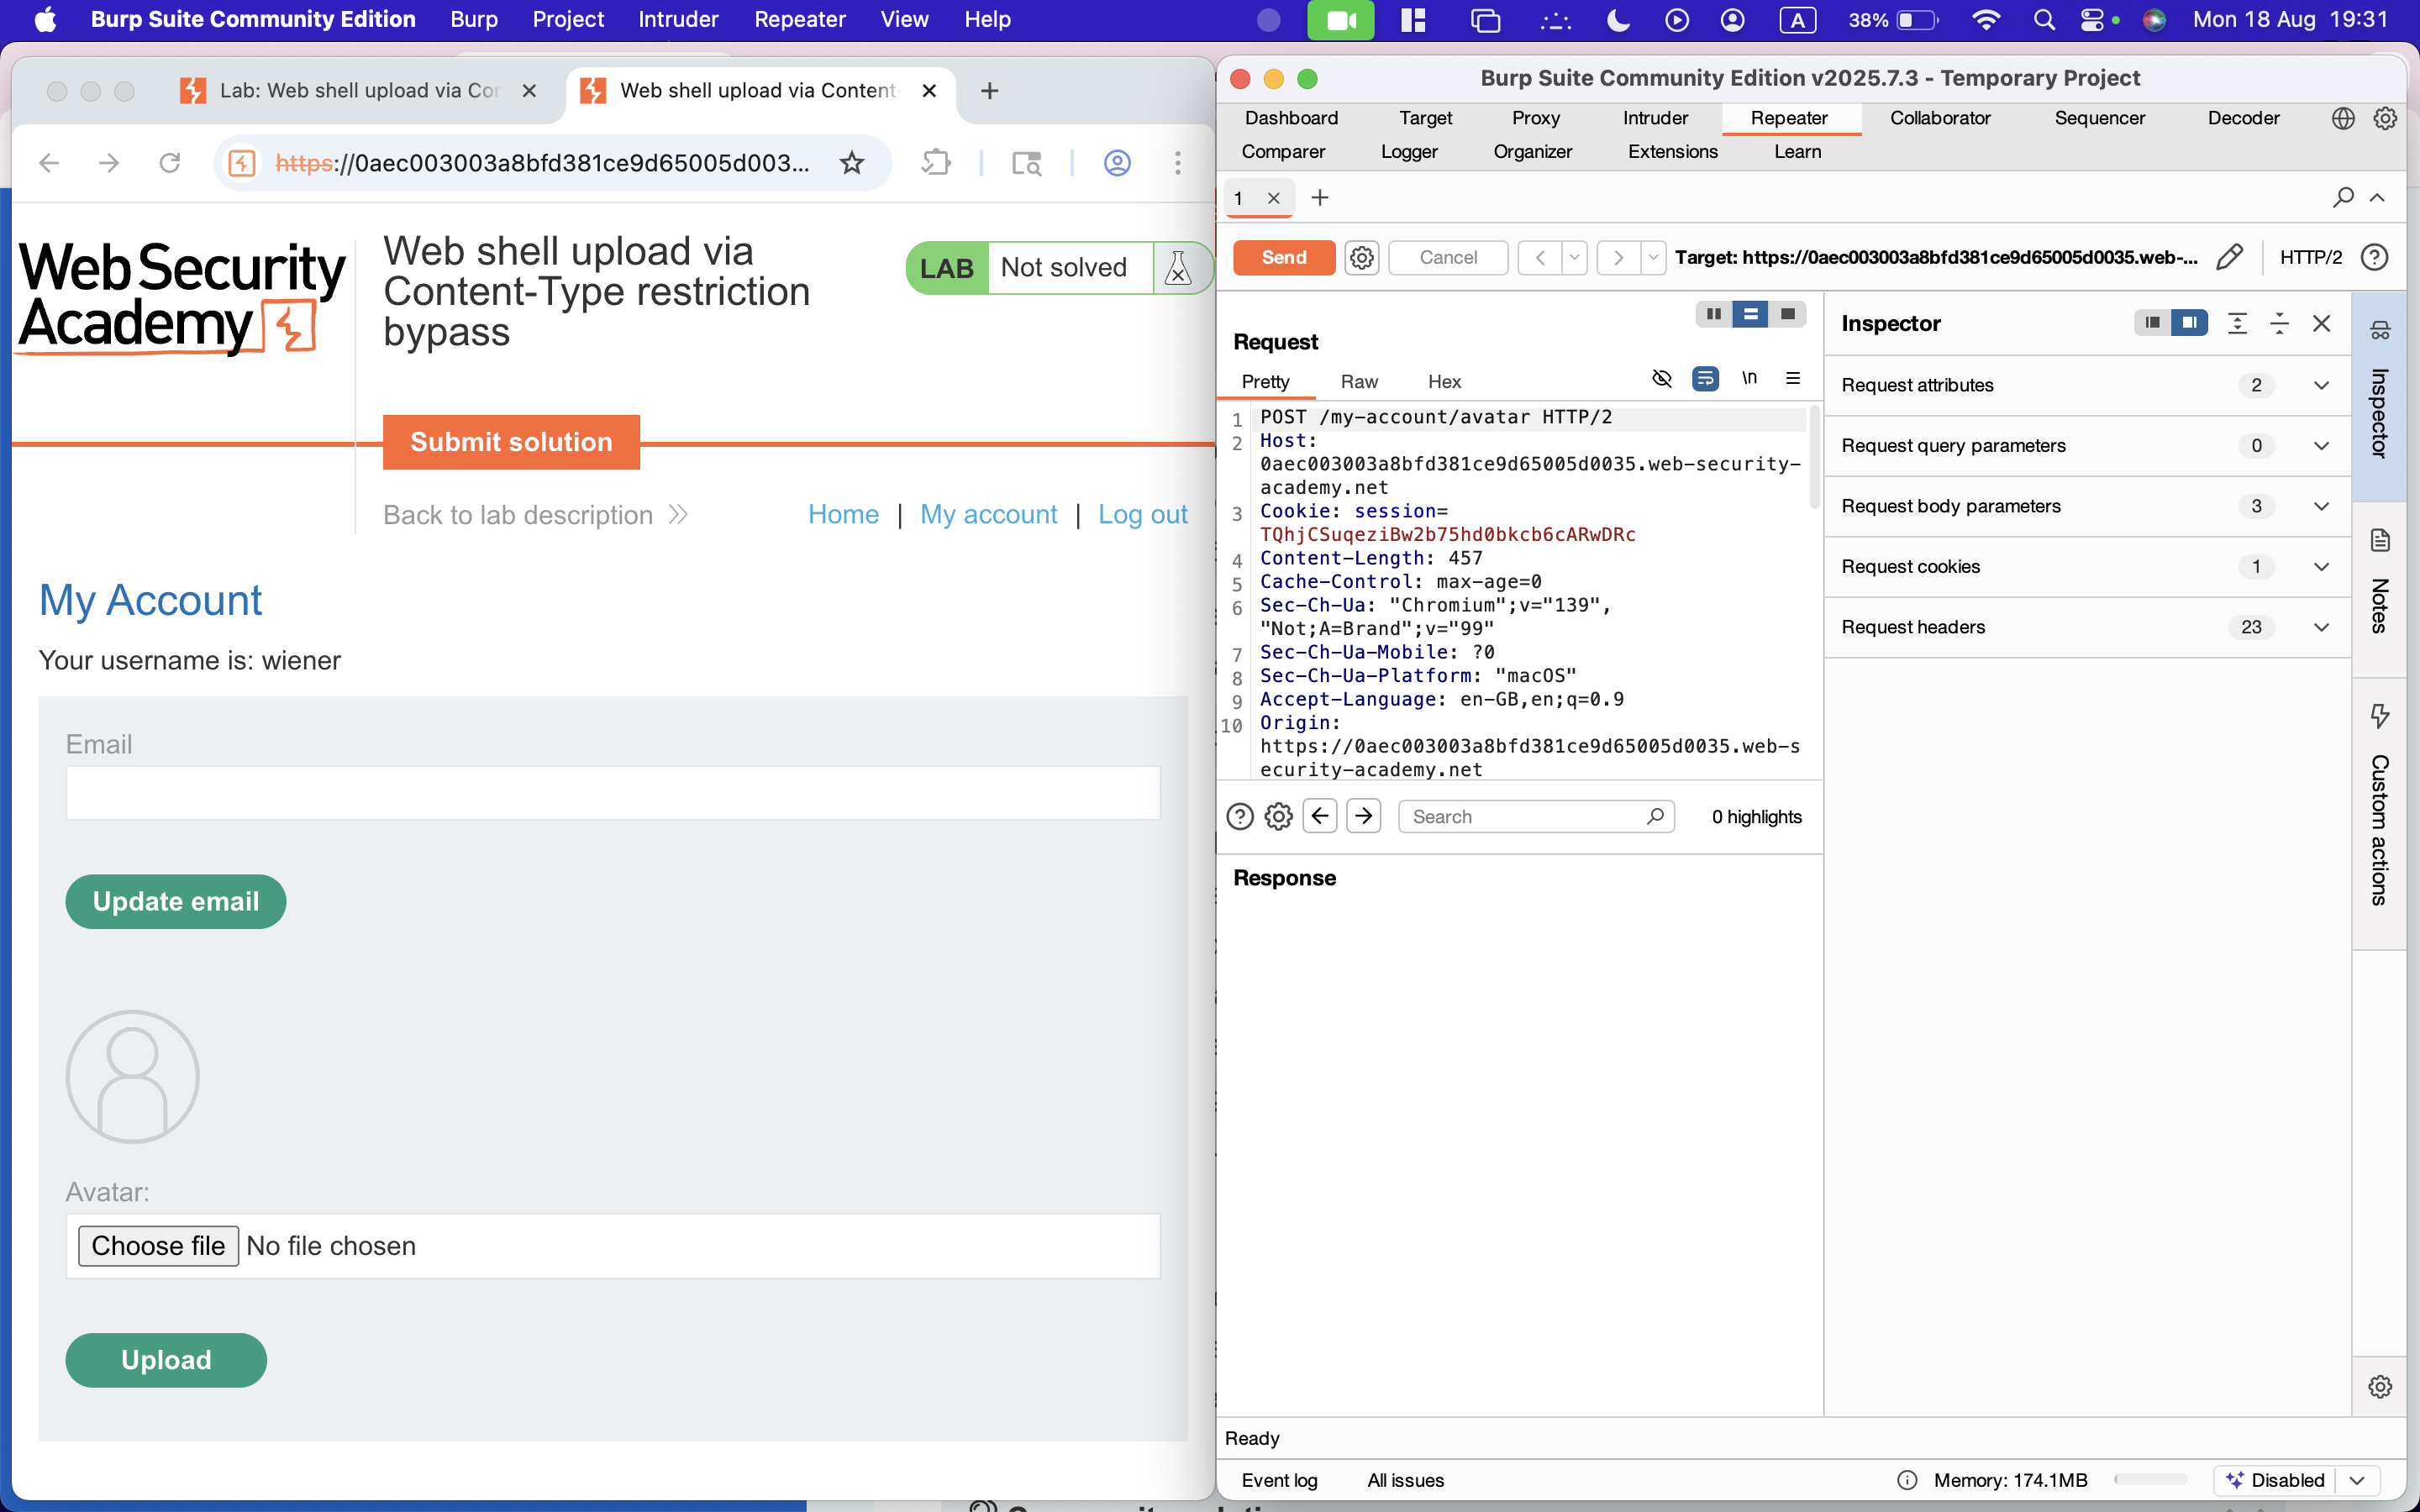 Burp Suite Community Edition Burp Project Intruder Repeater View Help A 38% Mon 18 Aug 19:31
Lab: Web shell upload via Cor
Web shell upload via Content-
https://0aec003003a8bfd381ce9d65005d003...
Web Security
Academy
Web shell upload via
Content-Type restriction
bypass
LAB Not solved
Submit solution
Back to lab description
Home | My account | Log out
My Account
Your username is: wiener
Email
Update email
Avatar:
Choose file No file chosen
Upload
Burp Suite Community Edition v2025.7.3 - Temporary Project
Dashboard Target Proxy Intruder Repeater Collaborator Sequencer Decoder
Comparer Logger Organizer Extensions Learn
1
Send Cancel Target: https://0aec003003a8bfd381ce9d65005d0035.web-... HTTP/2
Request
Pretty Raw Hex \n
1 POST /my-account/avatar HTTP/2
2 Host:
0aec003003a8bfd381ce9d65005d0035.web-security-
academy.net
3 Cookie: session=
TQhjCSuqeziBw2b75hd0bkcb6cARwDRc
4 Content-Length: 457
5 Cache-Control: max-age=0
6 Sec-Ch-Ua: "Chromium";v="139",
"Not;A=Brand";v="99"
7 Sec-Ch-Ua-Mobile: ?0
8 Sec-Ch-Ua-Platform: "macOS"
9 Accept-Language: en-GB,en;q=0.9
10 Origin:
https://0aec003003a8bfd381ce9d65005d0035.web-s
ecurity-academy.net
Search 0 highlights
Response
Inspector
Request attributes 2
Request query parameters 0
Request body parameters 3
Request cookies 1
Request headers 23
Inspector
Notes
Custom actions
Ready
Event log All issues Memory: 174.1MB Disabled